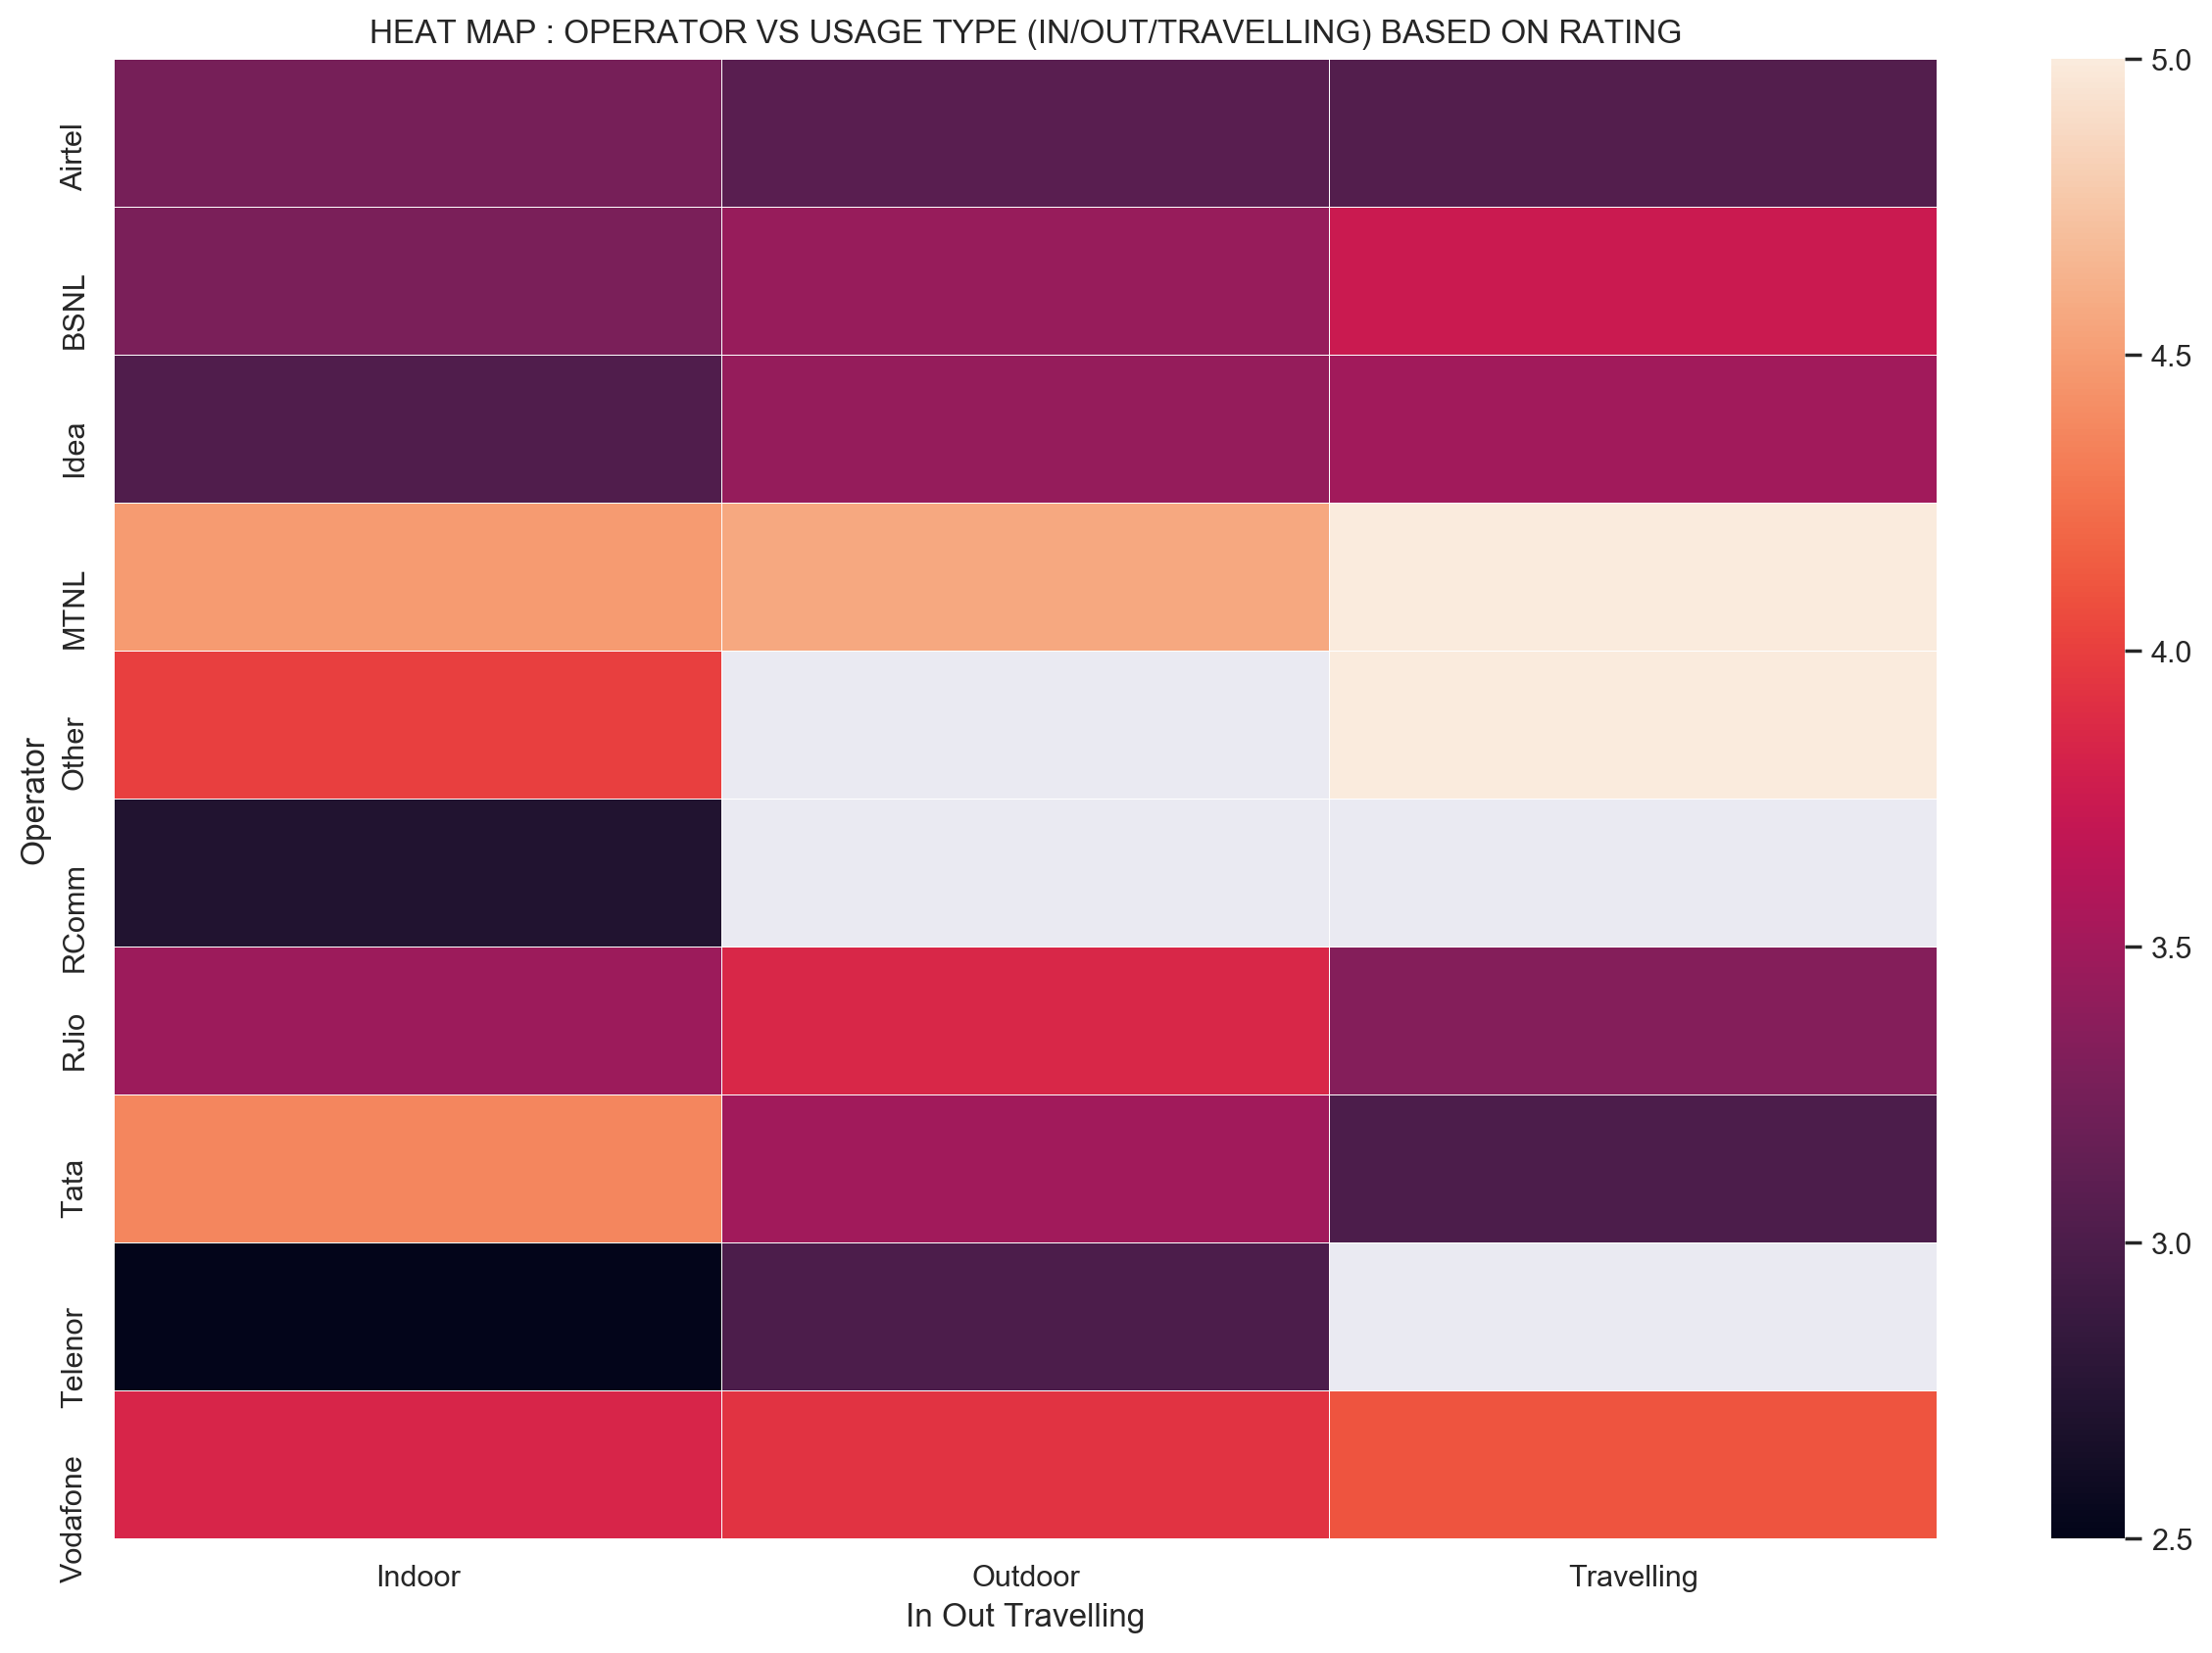 HEAT MAP : OPERATOR VS USAGE TYPE (IN/OUT/TRAVELLING) BASED ON RATING
Operator
Airtel
BSNL
Idea
MTNL
Other
RComm
RJio
Tata
Telenor
Vodafone
Indoor
Outdoor
Travelling
In Out Travelling
5.0
4.5
4.0
3.5
3.0
2.5